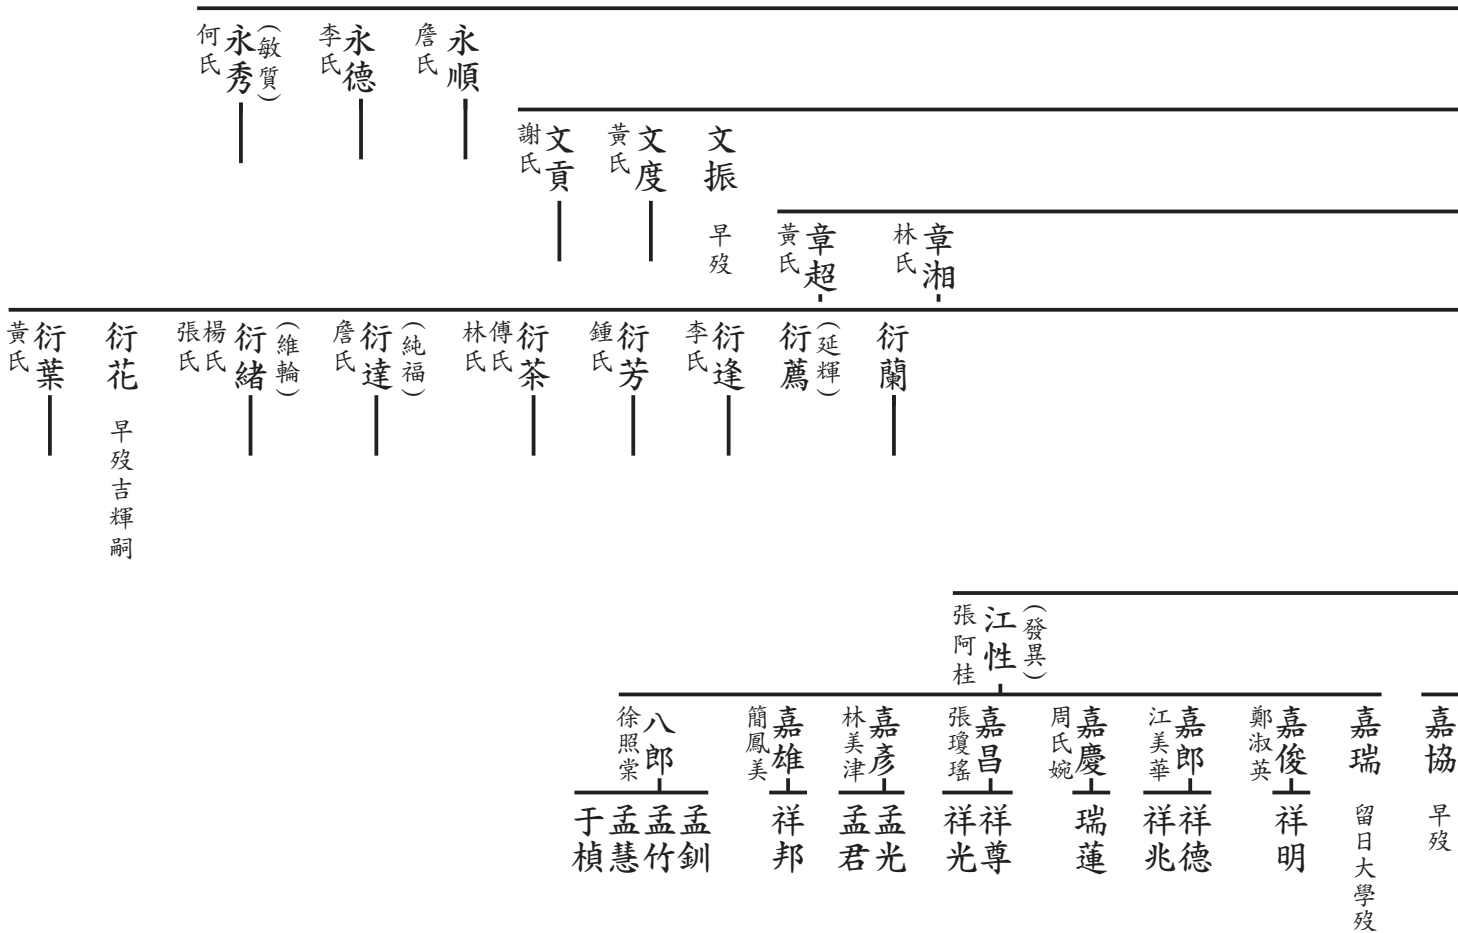 永順
詹氏
永德
李氏
(敏質)
永秀
何氏
文振 早歿
文度
黃氏
文貢
謝氏
章湘
林氏
章超
黃氏
衍蘭
(延輝)
衍薦
衍逢
李氏
衍芳
鍾氏
衍茶
傅氏
林氏
(純福)
衍達
詹氏
(維輪)
衍緒
楊氏
張氏
衍花 早歿吉輝嗣
衍葉
黃氏
(發異)
江性
張阿桂
嘉協 早歿
嘉瑞 留日大學歿
嘉俊
鄭淑英
嘉郎
江美華
嘉慶
周氏婉
嘉昌
張瓊瑤
嘉彥
林美津
嘉雄
簡鳳美
八郎
徐照棠
祥明
祥德
祥兆
瑞蓮
祥尊
祥光
孟光
孟君
祥邦
孟釧
孟竹
孟慧
于楨